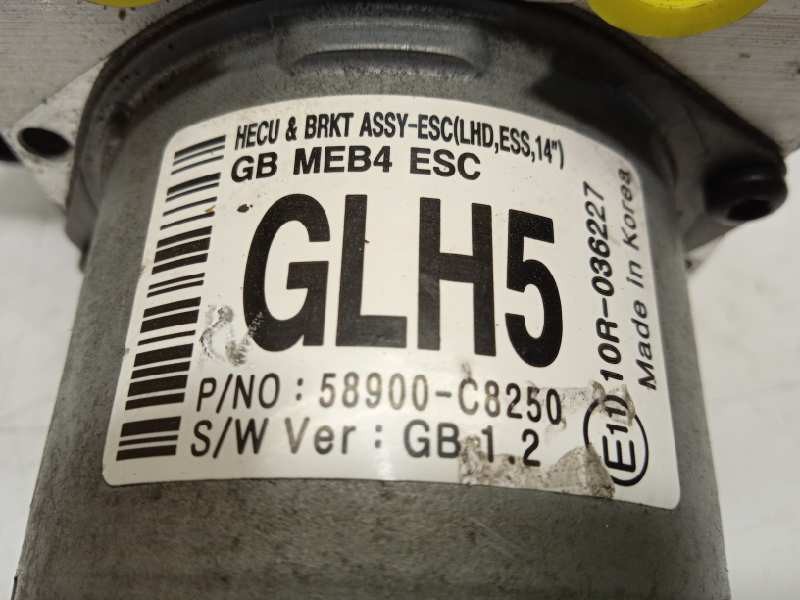 HECU & BRKT ASSY-ESC(LHD,ESS,14")
GB MEB4 ESC
GLH5
P/NO : 58900-C8250
S/W Ver : GB 1.2
E11 10R-036227
Made in Korea